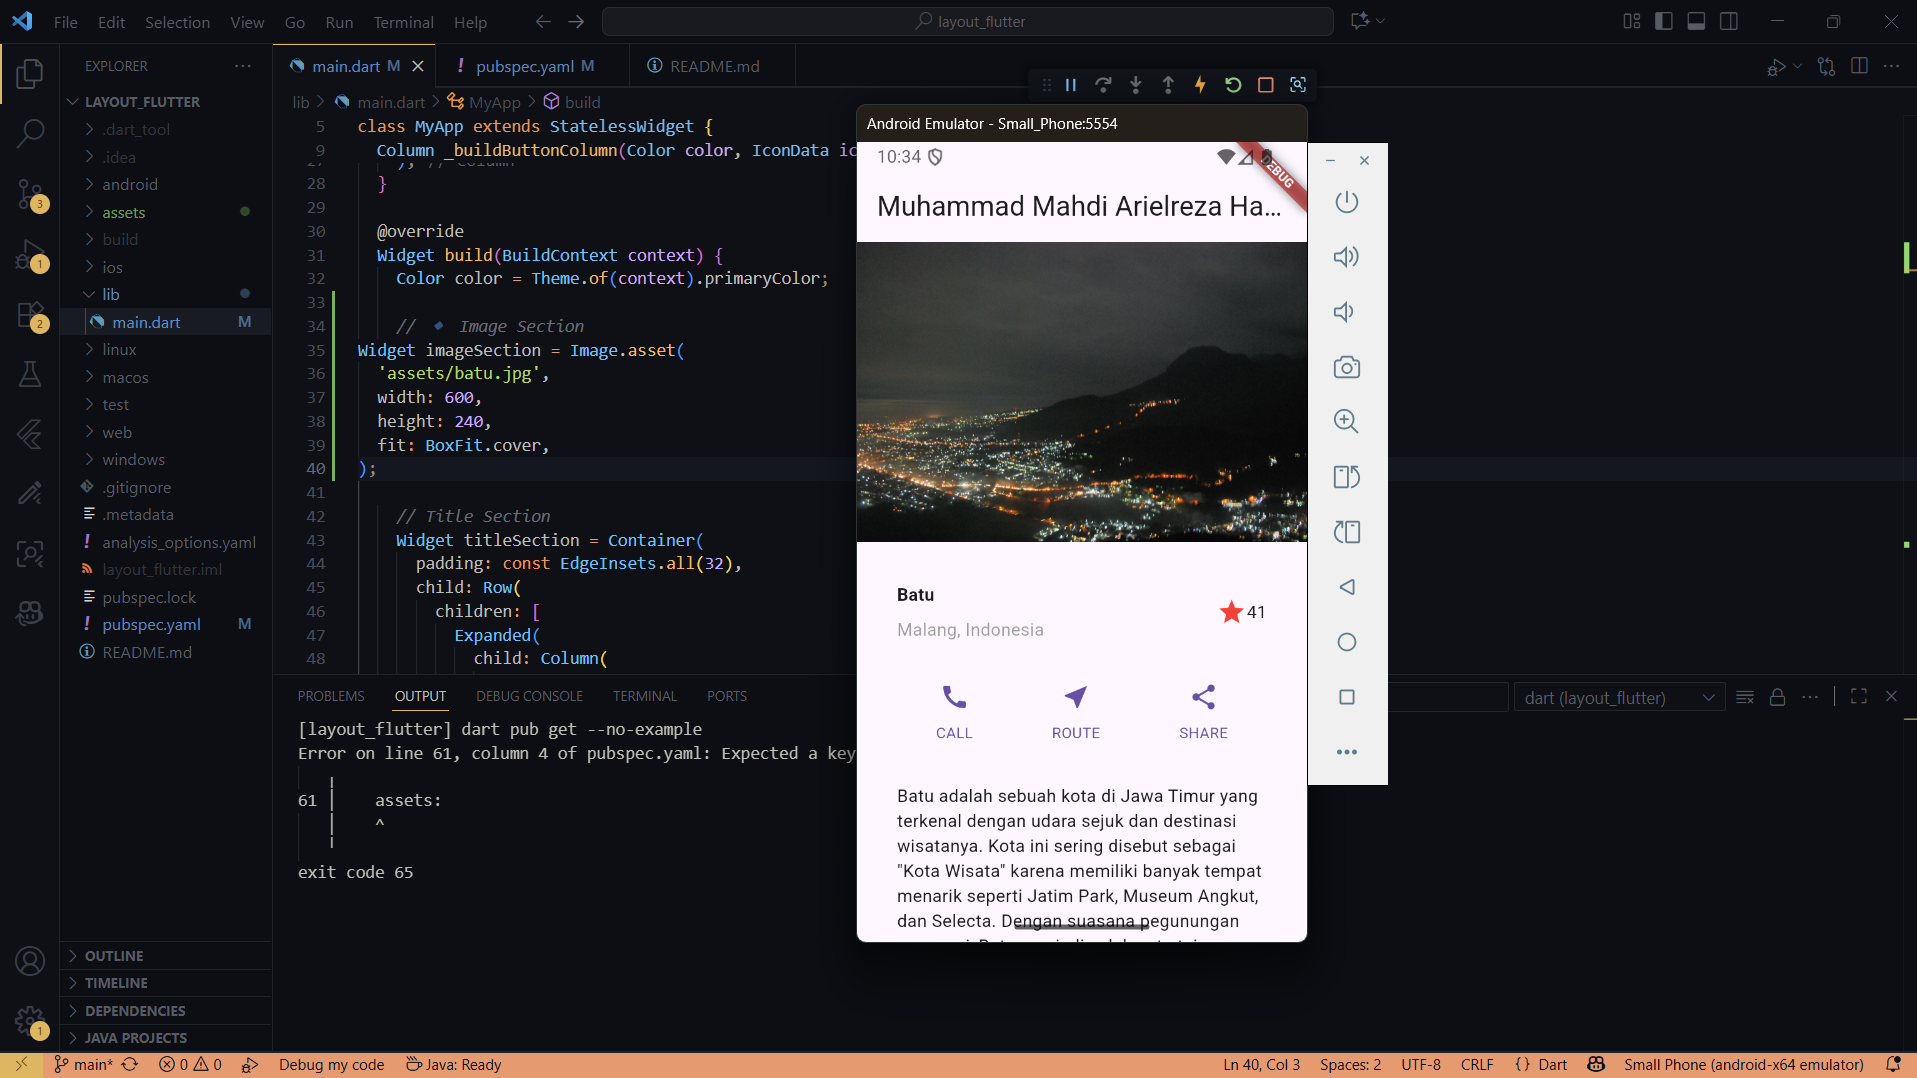 File Edit Selection View Go Run Terminal Help
layout_flutter
EXPLORER
LAYOUT_FLUTTER
.dart_tool
.idea
android
assets
build
ios
lib
main.dart M
linux
macos
test
web
windows
.gitignore
.metadata
analysis_options.yaml
layout_flutter.iml
pubspec.lock
pubspec.yaml M
README.md
OUTLINE
TIMELINE
DEPENDENCIES
JAVA PROJECTS
3
1
2
1
main.dart M
pubspec.yaml M
README.md
lib > main.dart > MyApp > build
5 class MyApp extends StatelessWidget {
9 Column _buildButtonColumn(Color color, IconData ic
27 ); // Column
28 }
29
30 @override
31 Widget build(BuildContext context) {
32 Color color = Theme.of(context).primaryColor;
33
34 // 🔹 Image Section
35 Widget imageSection = Image.asset(
36 'assets/batu.jpg',
37 width: 600,
38 height: 240,
39 fit: BoxFit.cover,
40 );
41
42 // Title Section
43 Widget titleSection = Container(
44 padding: const EdgeInsets.all(32),
45 child: Row(
46 children: [
47 Expanded(
48 child: Column(
PROBLEMS OUTPUT DEBUG CONSOLE TERMINAL PORTS
dart (layout_flutter)
[layout_flutter] dart pub get --no-example
Error on line 61, column 4 of pubspec.yaml: Expected a key
61 │ assets:
│ ^
exit code 65
Android Emulator - Small_Phone:5554
10:34
DEBUG
Muhammad Mahdi Arielreza Ha...
Batu
Malang, Indonesia
41
CALL ROUTE SHARE
Batu adalah sebuah kota di Jawa Timur yang
terkenal dengan udara sejuk dan destinasi
wisatanya. Kota ini sering disebut sebagai
"Kota Wisata" karena memiliki banyak tempat
menarik seperti Jatim Park, Museum Angkut,
dan Selecta. Dengan suasana pegunungan
main* 0 0 Debug my code Java: Ready
Ln 40, Col 3 Spaces: 2 UTF-8 CRLF {} Dart Small Phone (android-x64 emulator)